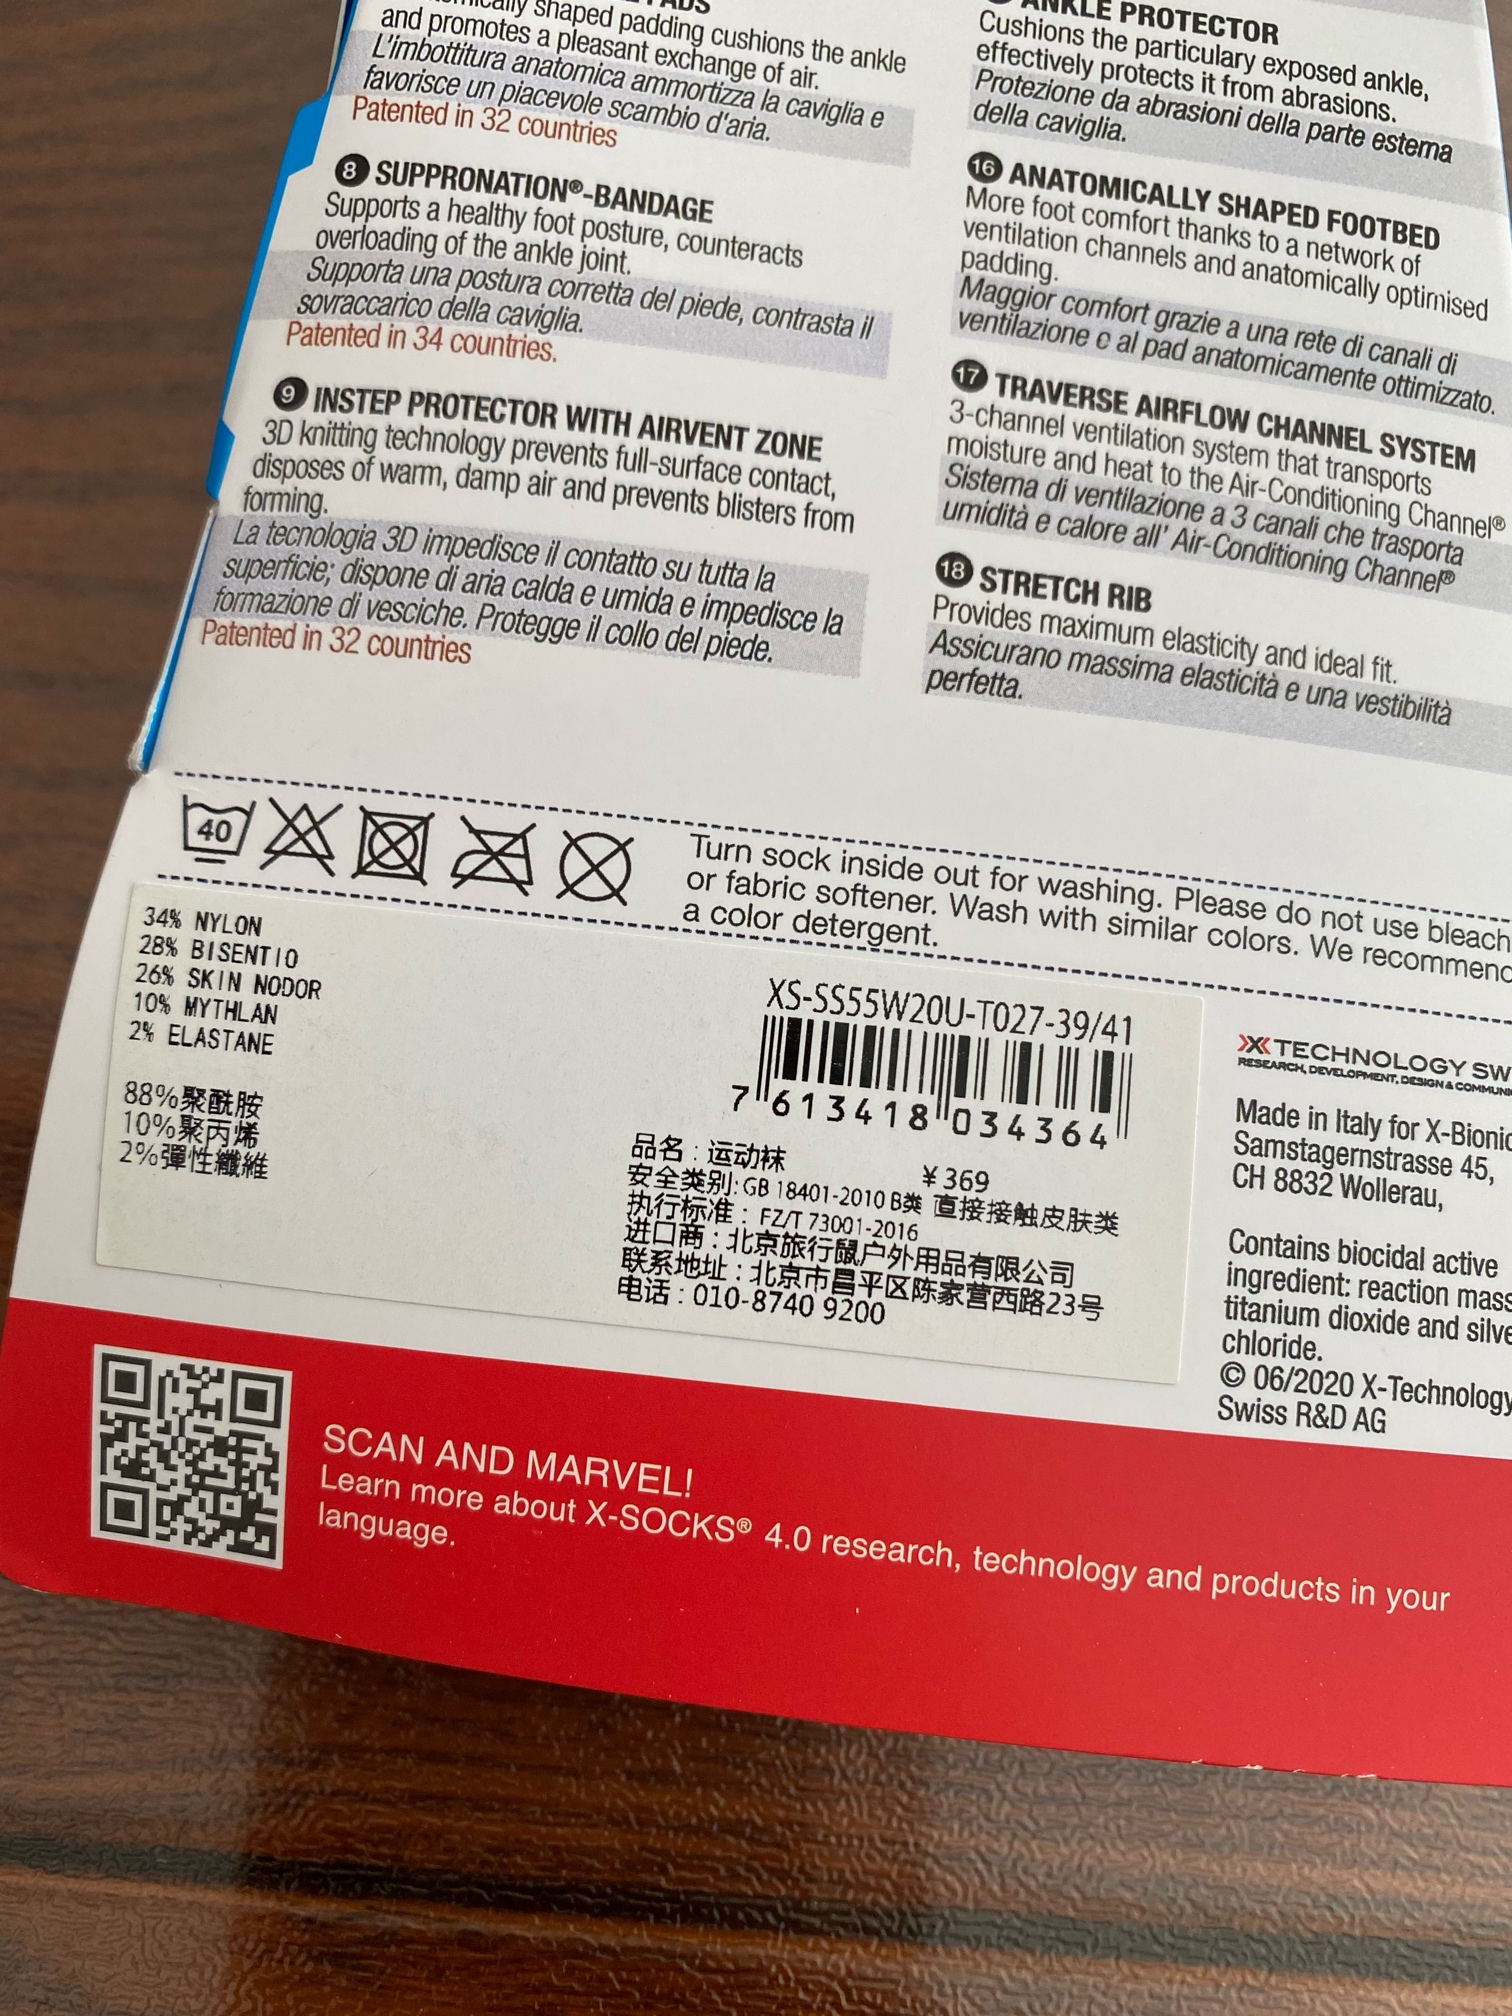 shaped padding cushions the ankle
and promotes a pleasant exchange of air.
L'imbottitura anatomica ammortizza la caviglia e
favorisce un piacevole scambio d'aria.
Patented in 32 countries
8 SUPPRONATION®-BANDAGE
Supports a healthy foot posture, counteracts
overloading of the ankle joint.
Supporta una postura corretta del piede, contrasta il
sovraccarico della caviglia.
Patented in 34 countries.
9 INSTEP PROTECTOR WITH AIRVENT ZONE
3D knitting technology prevents full-surface contact,
disposes of warm, damp air and prevents blisters from
forming.
La tecnologia 3D impedisce il contatto su tutta la
superficie; dispone di aria calda e umida e impedisce la
formazione di vesciche. Protegge il collo del piede.
Patented in 32 countries
ANKLE PROTECTOR
Cushions the particulary exposed ankle,
effectively protects it from abrasions.
Protezione da abrasioni della parte esterna
della caviglia.
16 ANATOMICALLY SHAPED FOOTBED
More foot comfort thanks to a network of
ventilation channels and anatomically optimised
padding.
Maggior comfort grazie a una rete di canali di
ventilazione e al pad anatomicamente ottimizzato.
17 TRAVERSE AIRFLOW CHANNEL SYSTEM
3-channel ventilation system that transports
moisture and heat to the Air-Conditioning Channel®
Sistema di ventilazione a 3 canali che trasporta
umidità e calore all' Air-Conditioning Channel®
18 STRETCH RIB
Provides maximum elasticity and ideal fit.
Assicurano massima elasticità e una vestibilità
perfetta.
40
Turn sock inside out for washing. Please do not use bleach
or fabric softener. Wash with similar colors. We recommend
a color detergent.
34% NYLON
28% BISENTIO
26% SKIN NODOR
10% MYTHLAN
2% ELASTANE
88%聚酰胺
10%聚丙烯
2%彈性纖維
XS-SS55W20U-T027-39/41
7 613418 034364
品名：运动袜
￥369
安全类别: GB 18401-2010 B类 直接接触皮肤类
执行标准：FZ/T 73001-2016
进口商：北京旅行鼠户外用品有限公司
联系地址：北京市昌平区陈家营西路23号
电话：010-8740 9200
X TECHNOLOGY SW
RESEARCH, DEVELOPMENT, DESIGN & COMMUNI
Made in Italy for X-Bionic
Samstagernstrasse 45,
CH 8832 Wollerau,
Contains biocidal active
ingredient: reaction mass
titanium dioxide and silve
chloride.
© 06/2020 X-Technology
Swiss R&D AG
SCAN AND MARVEL!
Learn more about X-SOCKS® 4.0 research, technology and products in your
language.